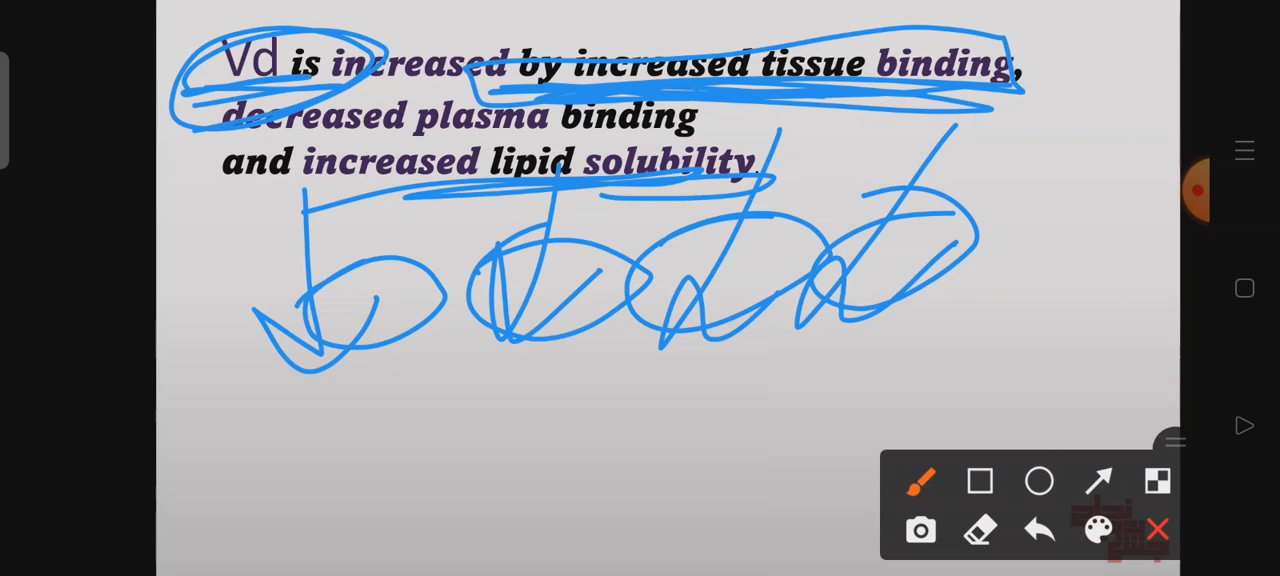 Vd is increased by increased tissue binding,
decreased plasma binding
and increased lipid solubility.